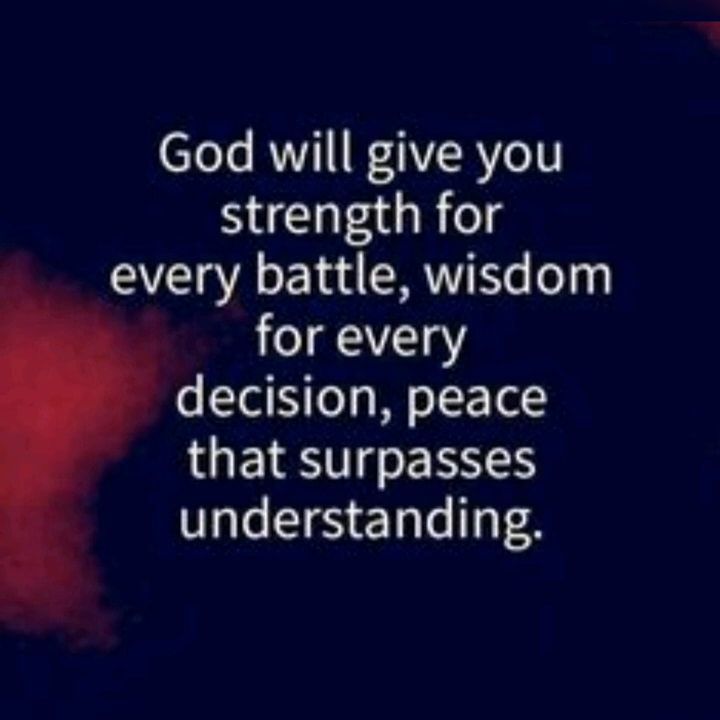 God will give you
strength for
every battle, wisdom
for every
decision, peace
that surpasses
understanding.